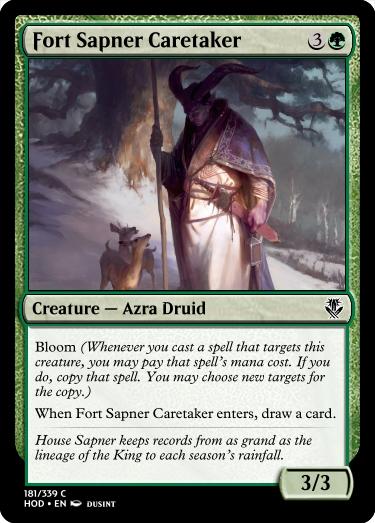 Fort Sapner Caretaker 3
Creature — Azra Druid
Bloom (Whenever you cast a spell that targets this
creature, you may pay that spell's mana cost. If you
do, copy that spell. You may choose new targets for
the copy.)
When Fort Sapner Caretaker enters, draw a card.
House Sapner keeps records from as grand as the
lineage of the King to each season's rainfall.
3/3
181/339 C
HOD • EN DUSINT